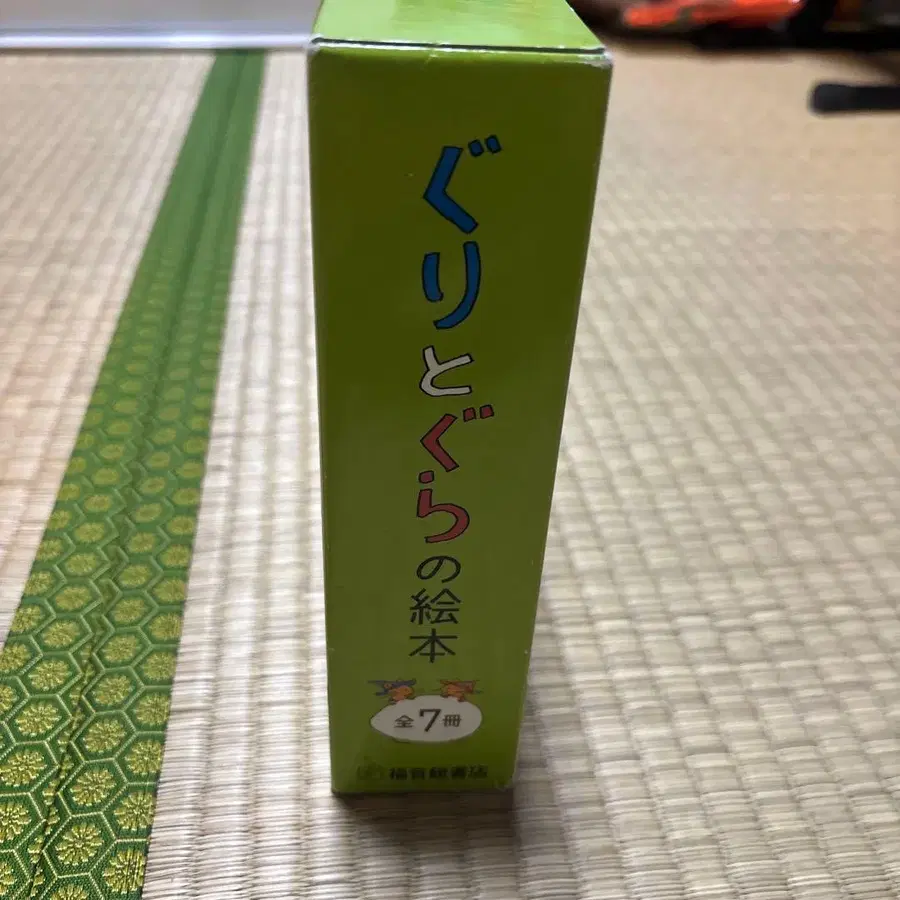 ぐりとぐらの絵本
全7冊
福音館書店